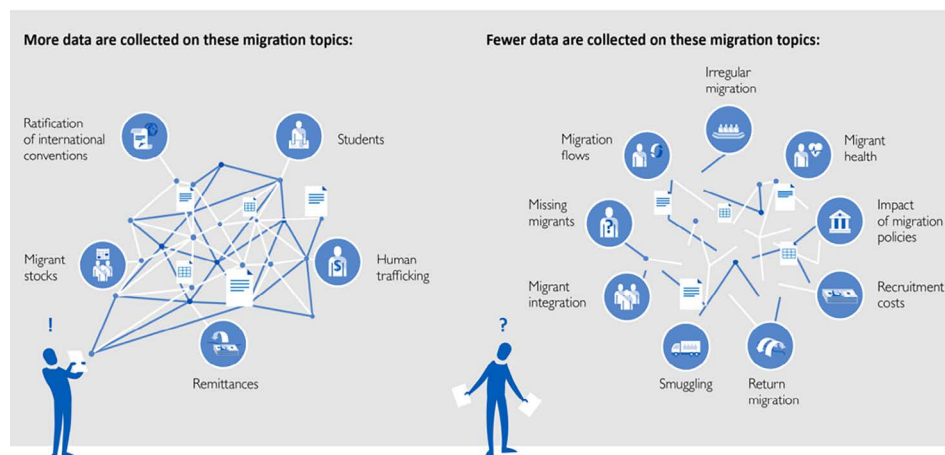 More data are collected on these migration topics:
Ratification
of international
conventions
Students
Migrant
stocks
Human
trafficking
Remittances
!
Fewer data are collected on these migration topics:
Irregular
migration
Migration
flows
Migrant
health
Missing
migrants
?
Impact
of migration
policies
Migrant
integration
Recruitment
costs
Smuggling
Return
migration
?
S